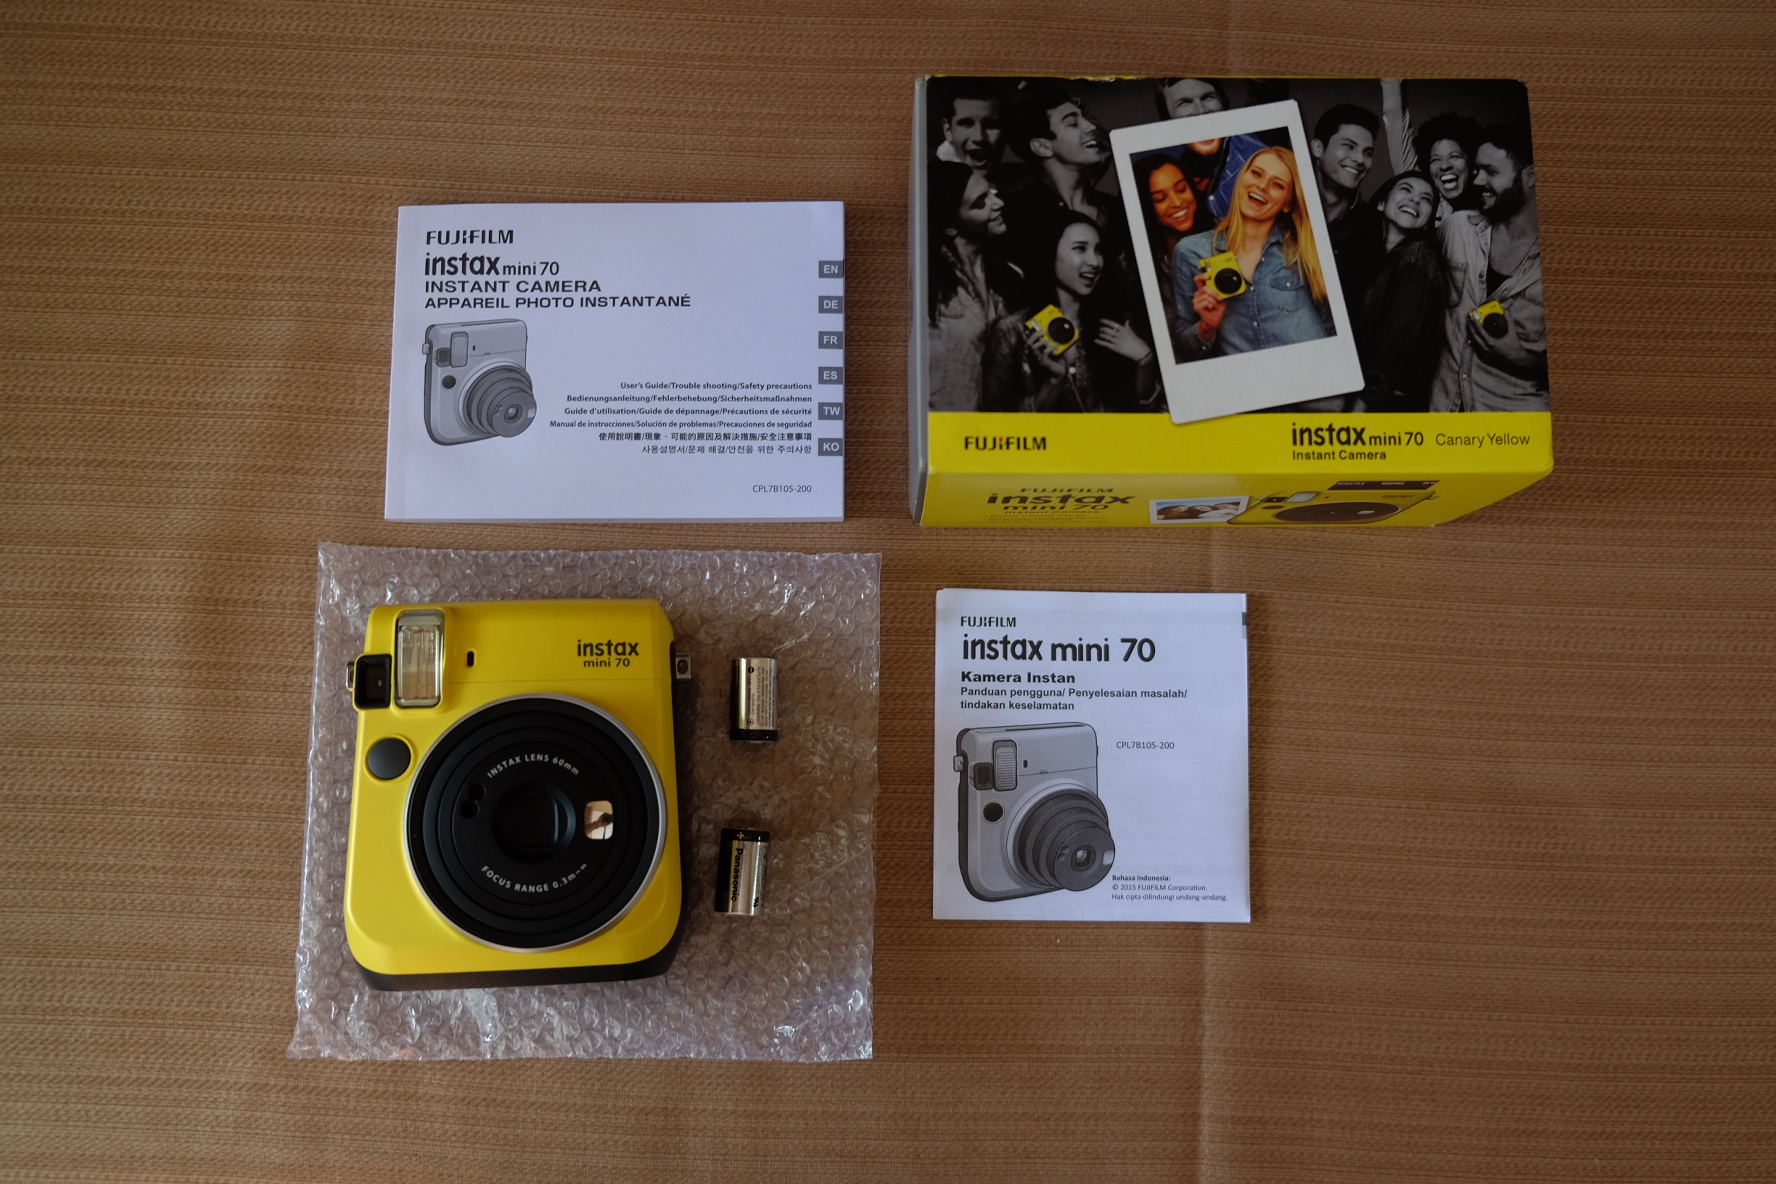 FUJIFILM
instax mini 70
INSTANT CAMERA
APPAREIL PHOTO INSTANTANÉ
EN
DE
FR
ES
TW
KO
User's Guide/Trouble shooting/Safety precautions
Bedienungsanleitung/Fehlerbehebung/Sicherheitsmaßnahmen
Guide d'utilisation/Guide de dépannage/Précautions de sécurité
Manual de instrucciones/Solución de problemas/Precauciones de seguridad
使用說明書/現象、可能的原因及解決措施/安全注意事項
사용설명서/문제 해결/안전을 위한 주의사항
CPL7B105-200
FUJIFILM
instax mini 70 Canary Yellow
Instant Camera
FUJIFILM
instax
mini 70
Instant Camera
instax
mini 70
INSTAX LENS 60mm
FOCUS RANGE 0.3m~∞
Panasonic
FUJIFILM
instax mini 70
Kamera Instan
Panduan pengguna/ Penyelesaian masalah/
tindakan keselamatan
CPL7B105-200
Bahasa Indonesia:
© 2015 FUJIFILM Corporation.
Hak cipta dilindungi undang-undang.